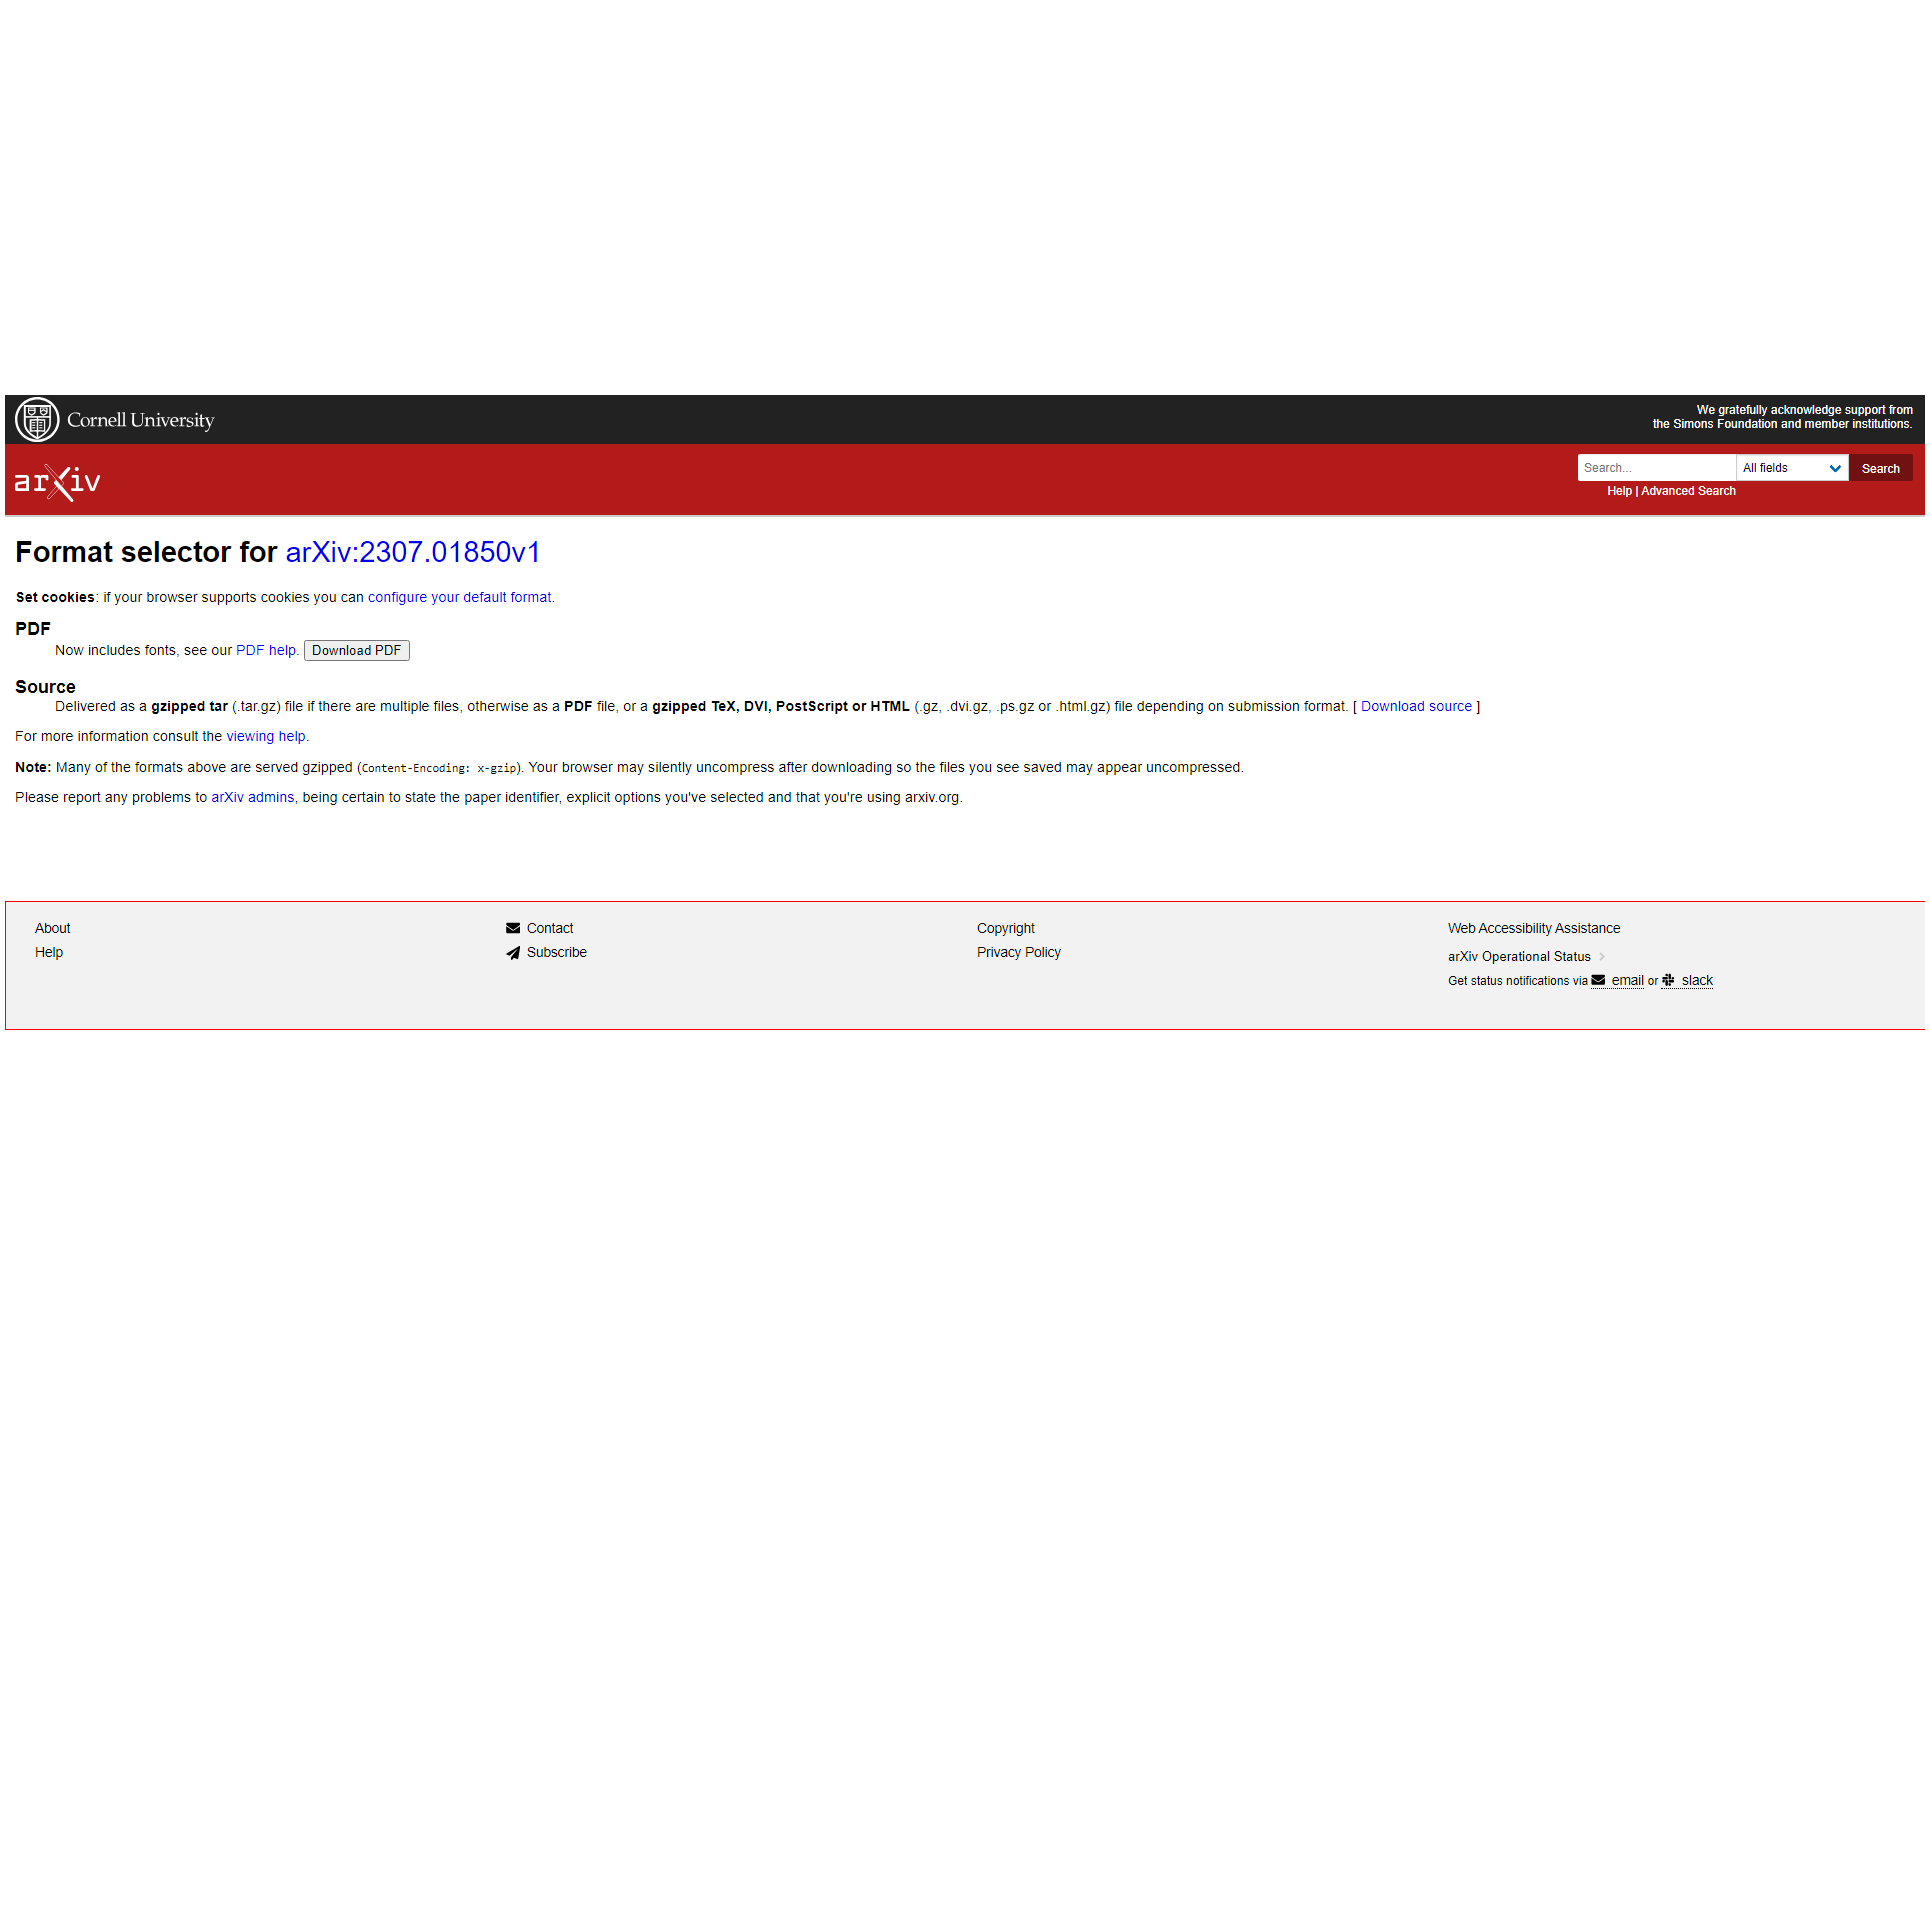 Cornell University
We gratefully acknowledge support from
the Simons Foundation and member institutions.
arXiv
Search...
All fields
Search
Help | Advanced Search
Format selector for arXiv:2307.01850v1
Set cookies: if your browser supports cookies you can configure your default format.
PDF
Now includes fonts, see our PDF help. Download PDF
Source
Delivered as a gzipped tar (.tar.gz) file if there are multiple files, otherwise as a PDF file, or a gzipped TeX, DVI, PostScript or HTML (.gz, .dvi.gz, .ps.gz or .html.gz) file depending on submission format. [ Download source ]
For more information consult the viewing help.
Note: Many of the formats above are served gzipped (Content-Encoding: x-gzip). Your browser may silently uncompress after downloading so the files you see saved may appear uncompressed.
Please report any problems to arXiv admins, being certain to state the paper identifier, explicit options you've selected and that you're using arxiv.org.
About
Help
Contact
Subscribe
Copyright
Privacy Policy
Web Accessibility Assistance
arXiv Operational Status
Get status notifications via email or slack